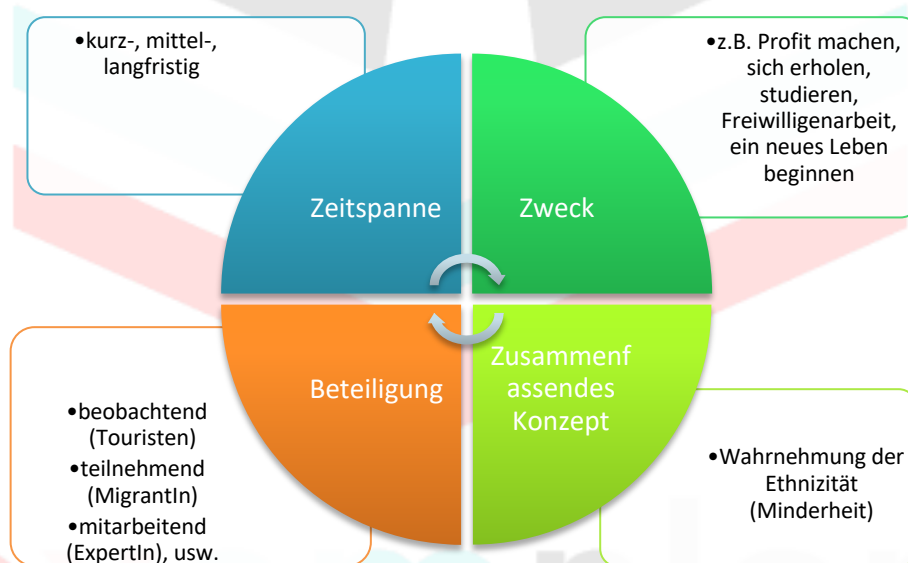 •kurz-, mittel-,
langfristig
•z.B. Profit machen,
sich erholen,
studieren,
Freiwilligenarbeit,
ein neues Leben
beginnen
Zeitspanne
Zweck
Beteiligung
Zusammenf
assendes
Konzept
•beobachtend
(Touristen)
•teilnehmend
(MigrantIn)
•mitarbeitend
(ExpertIn), usw.
•Wahrnehmung der
Ethnizität
(Minderheit)